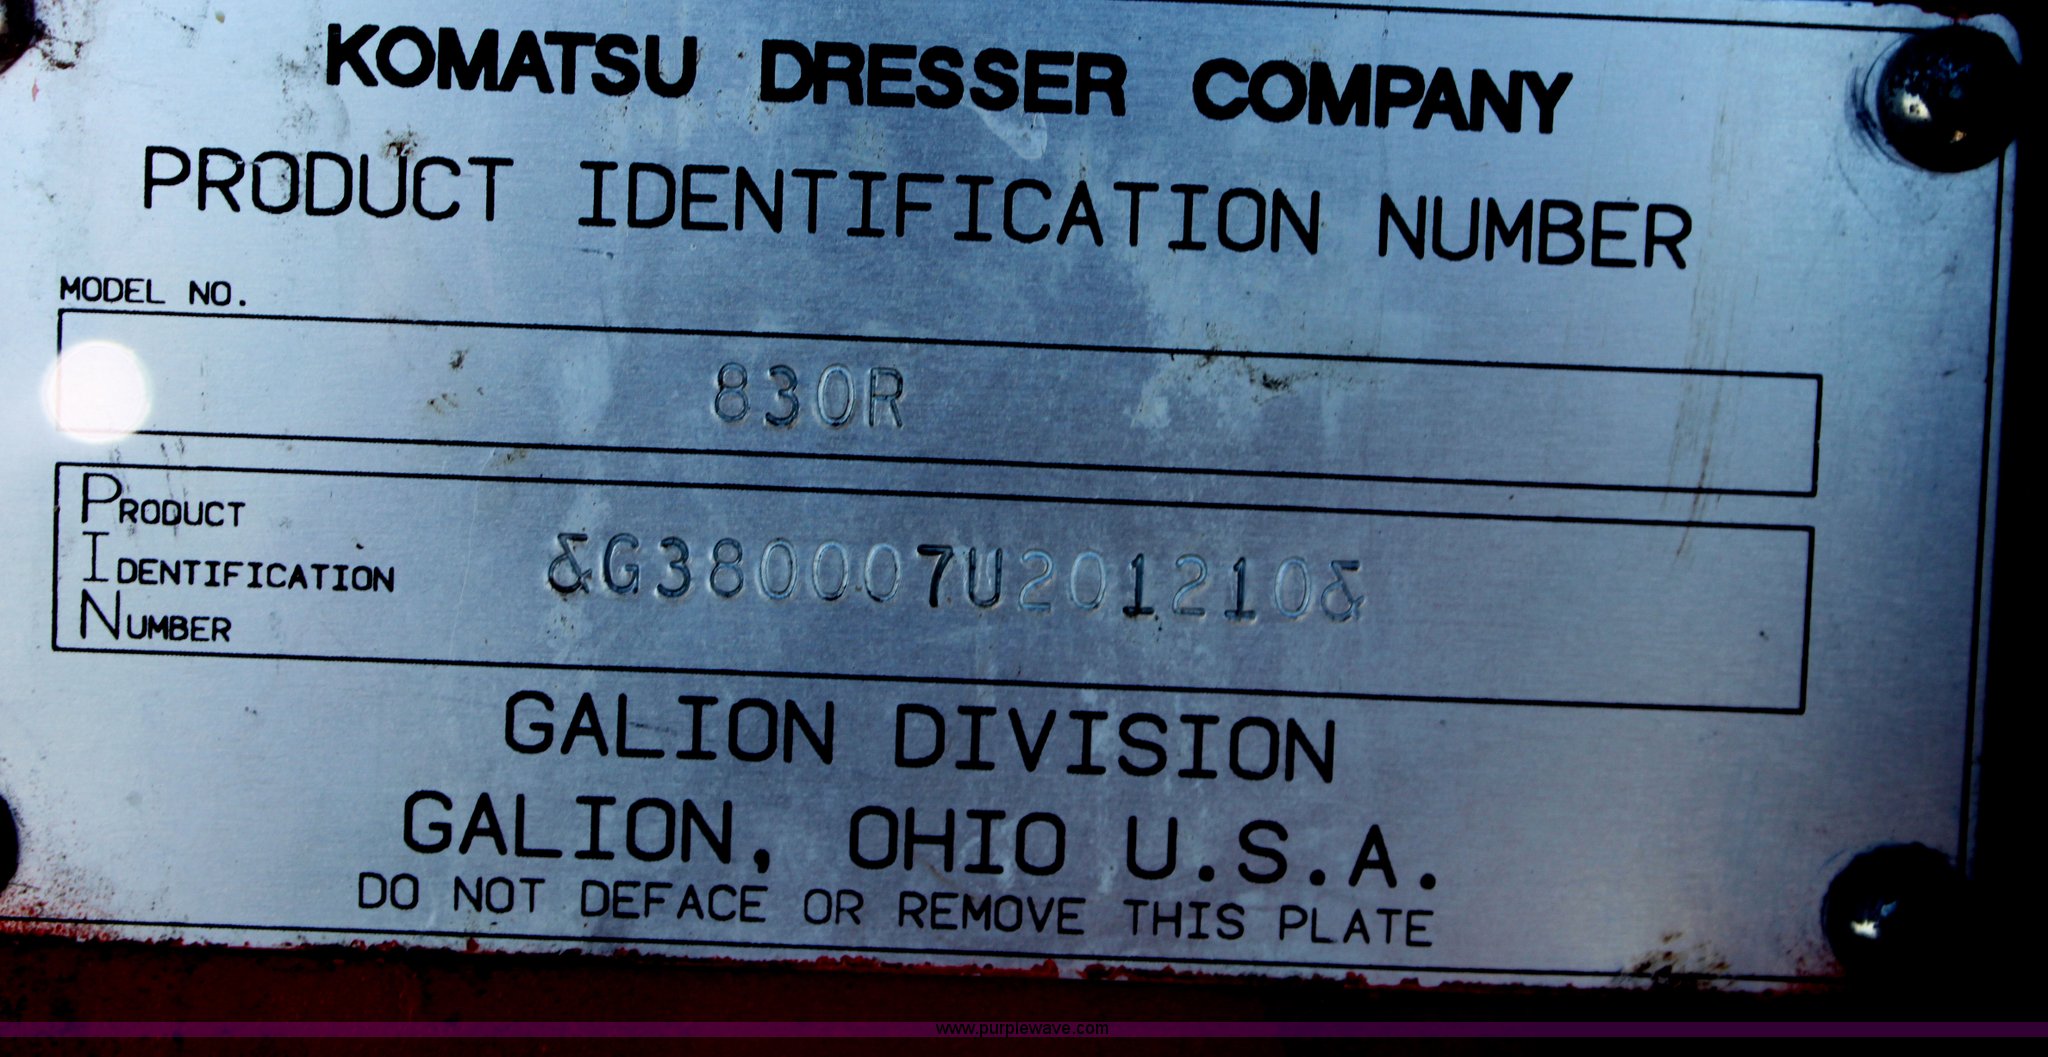 KOMATSU DRESSER COMPANY
PRODUCT IDENTIFICATION NUMBER
MODEL NO.
830R
PRODUCT
IDENTIFICATION
NUMBER
&G380007U201210&
GALION DIVISION
GALION, OHIO U.S.A.
DO NOT DEFACE OR REMOVE THIS PLATE
www.purplewave.com